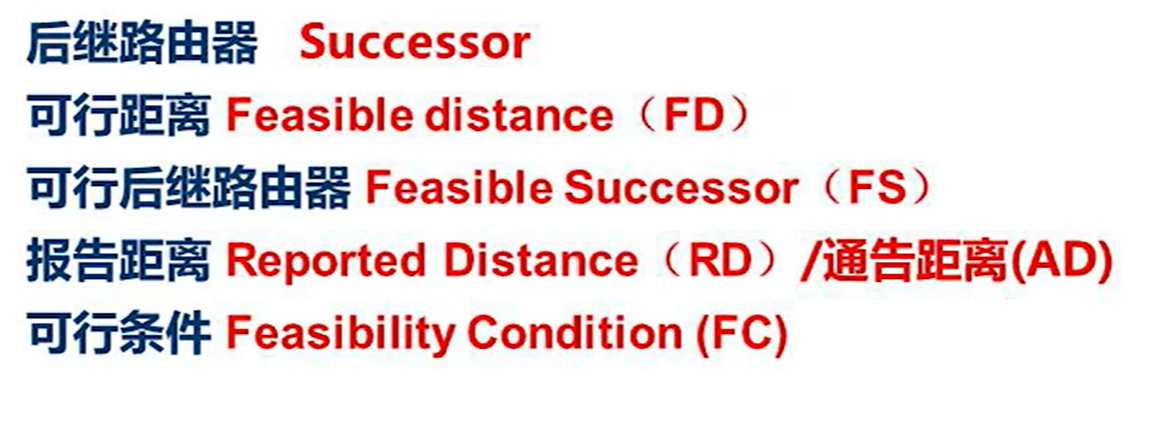 后继路由器 Successor
可行距离 Feasible distance（FD）
可行后继路由器 Feasible Successor（FS）
报告距离 Reported Distance（RD）/通告距离(AD)
可行条件 Feasibility Condition (FC)